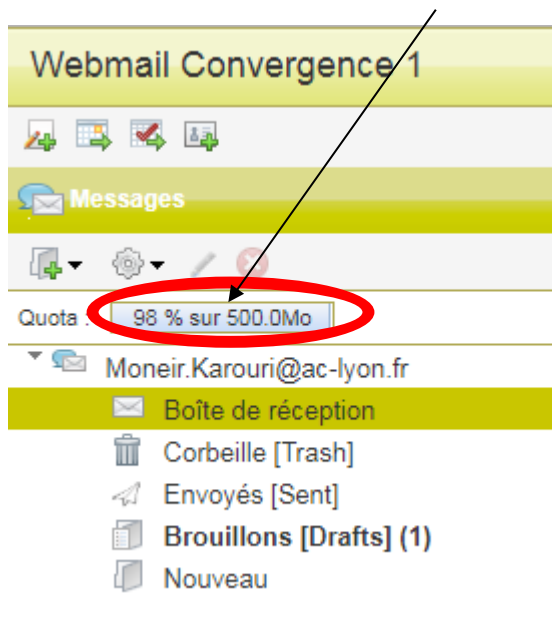 Webmail Convergence 1
Messages
Quota : 98 % sur 500.0Mo
Moneir.Karouri@ac-lyon.fr
Boîte de réception
Corbeille [Trash]
Envoyés [Sent]
Brouillons [Drafts] (1)
Nouveau